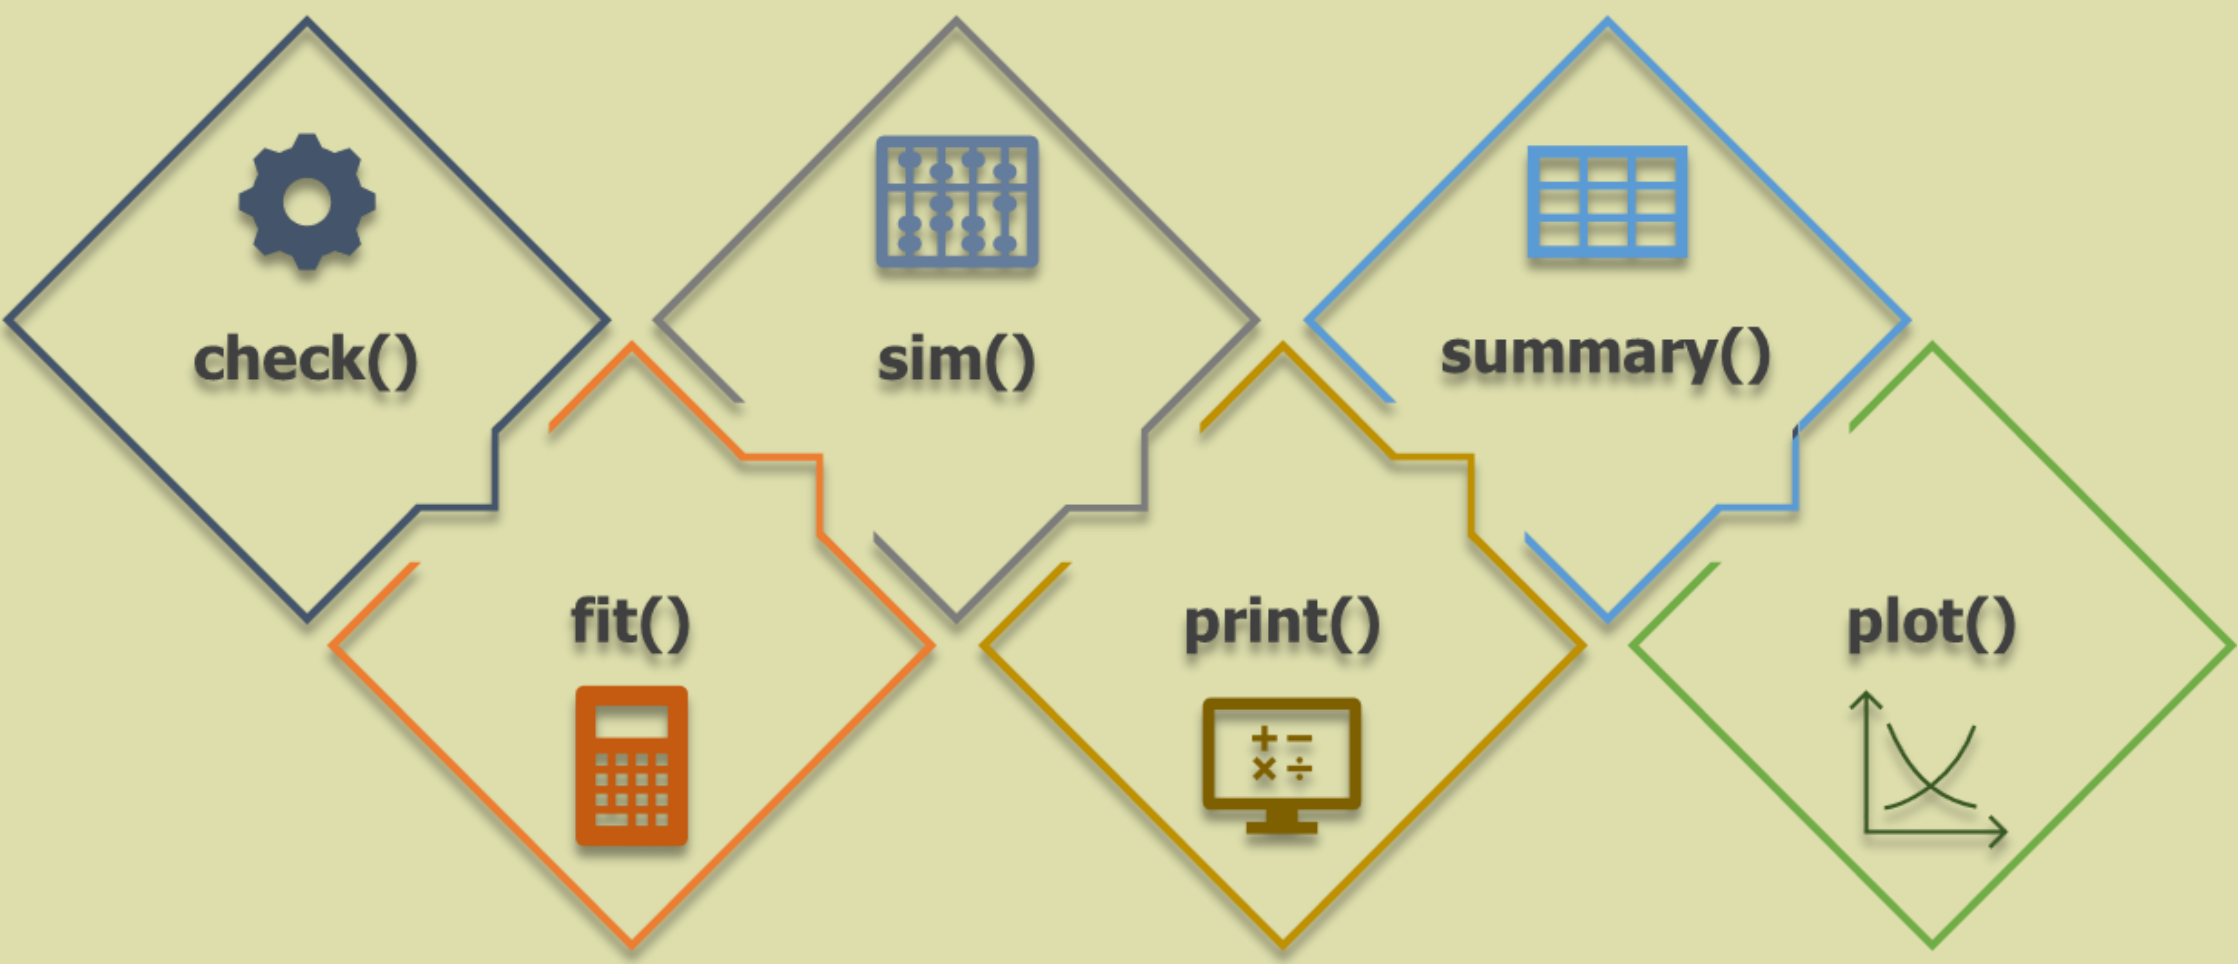 check()
fit()
sim()
print()
summary()
plot()